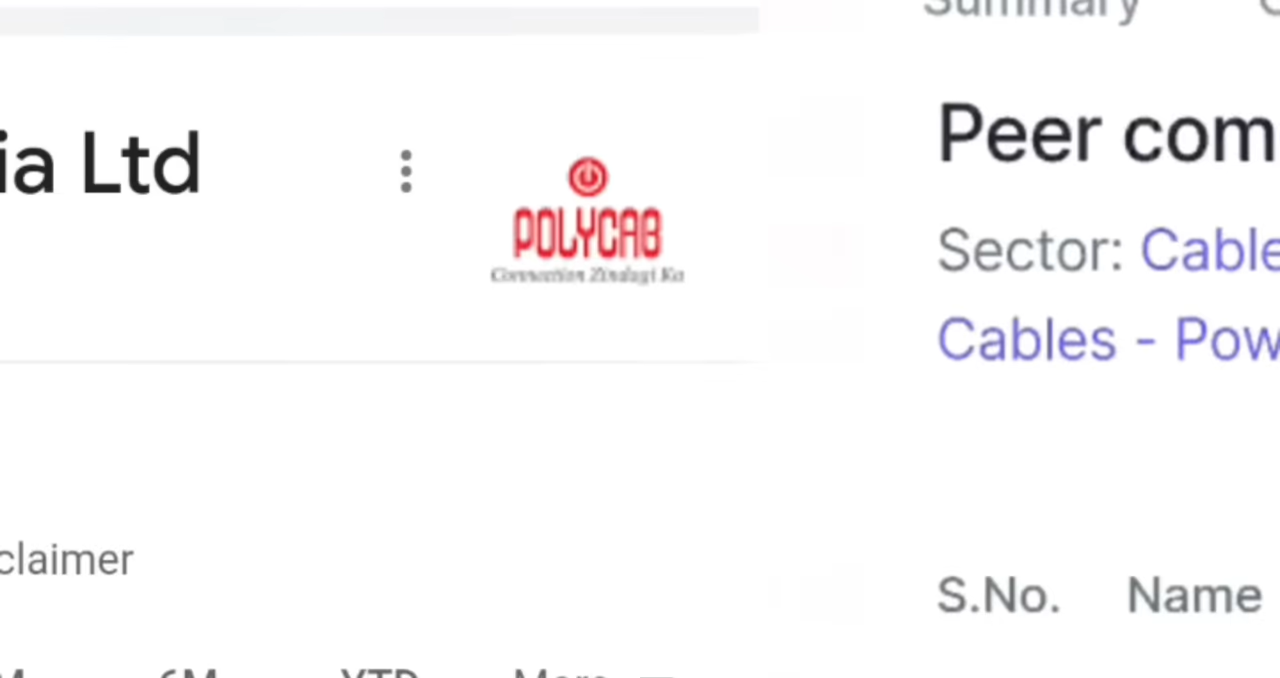 ia Ltd
POLYCAB
Connection Zindagi Ka
claimer
6M YTD More
Summary
Peer com
Sector: Cable
Cables - Pow
S.No. Name